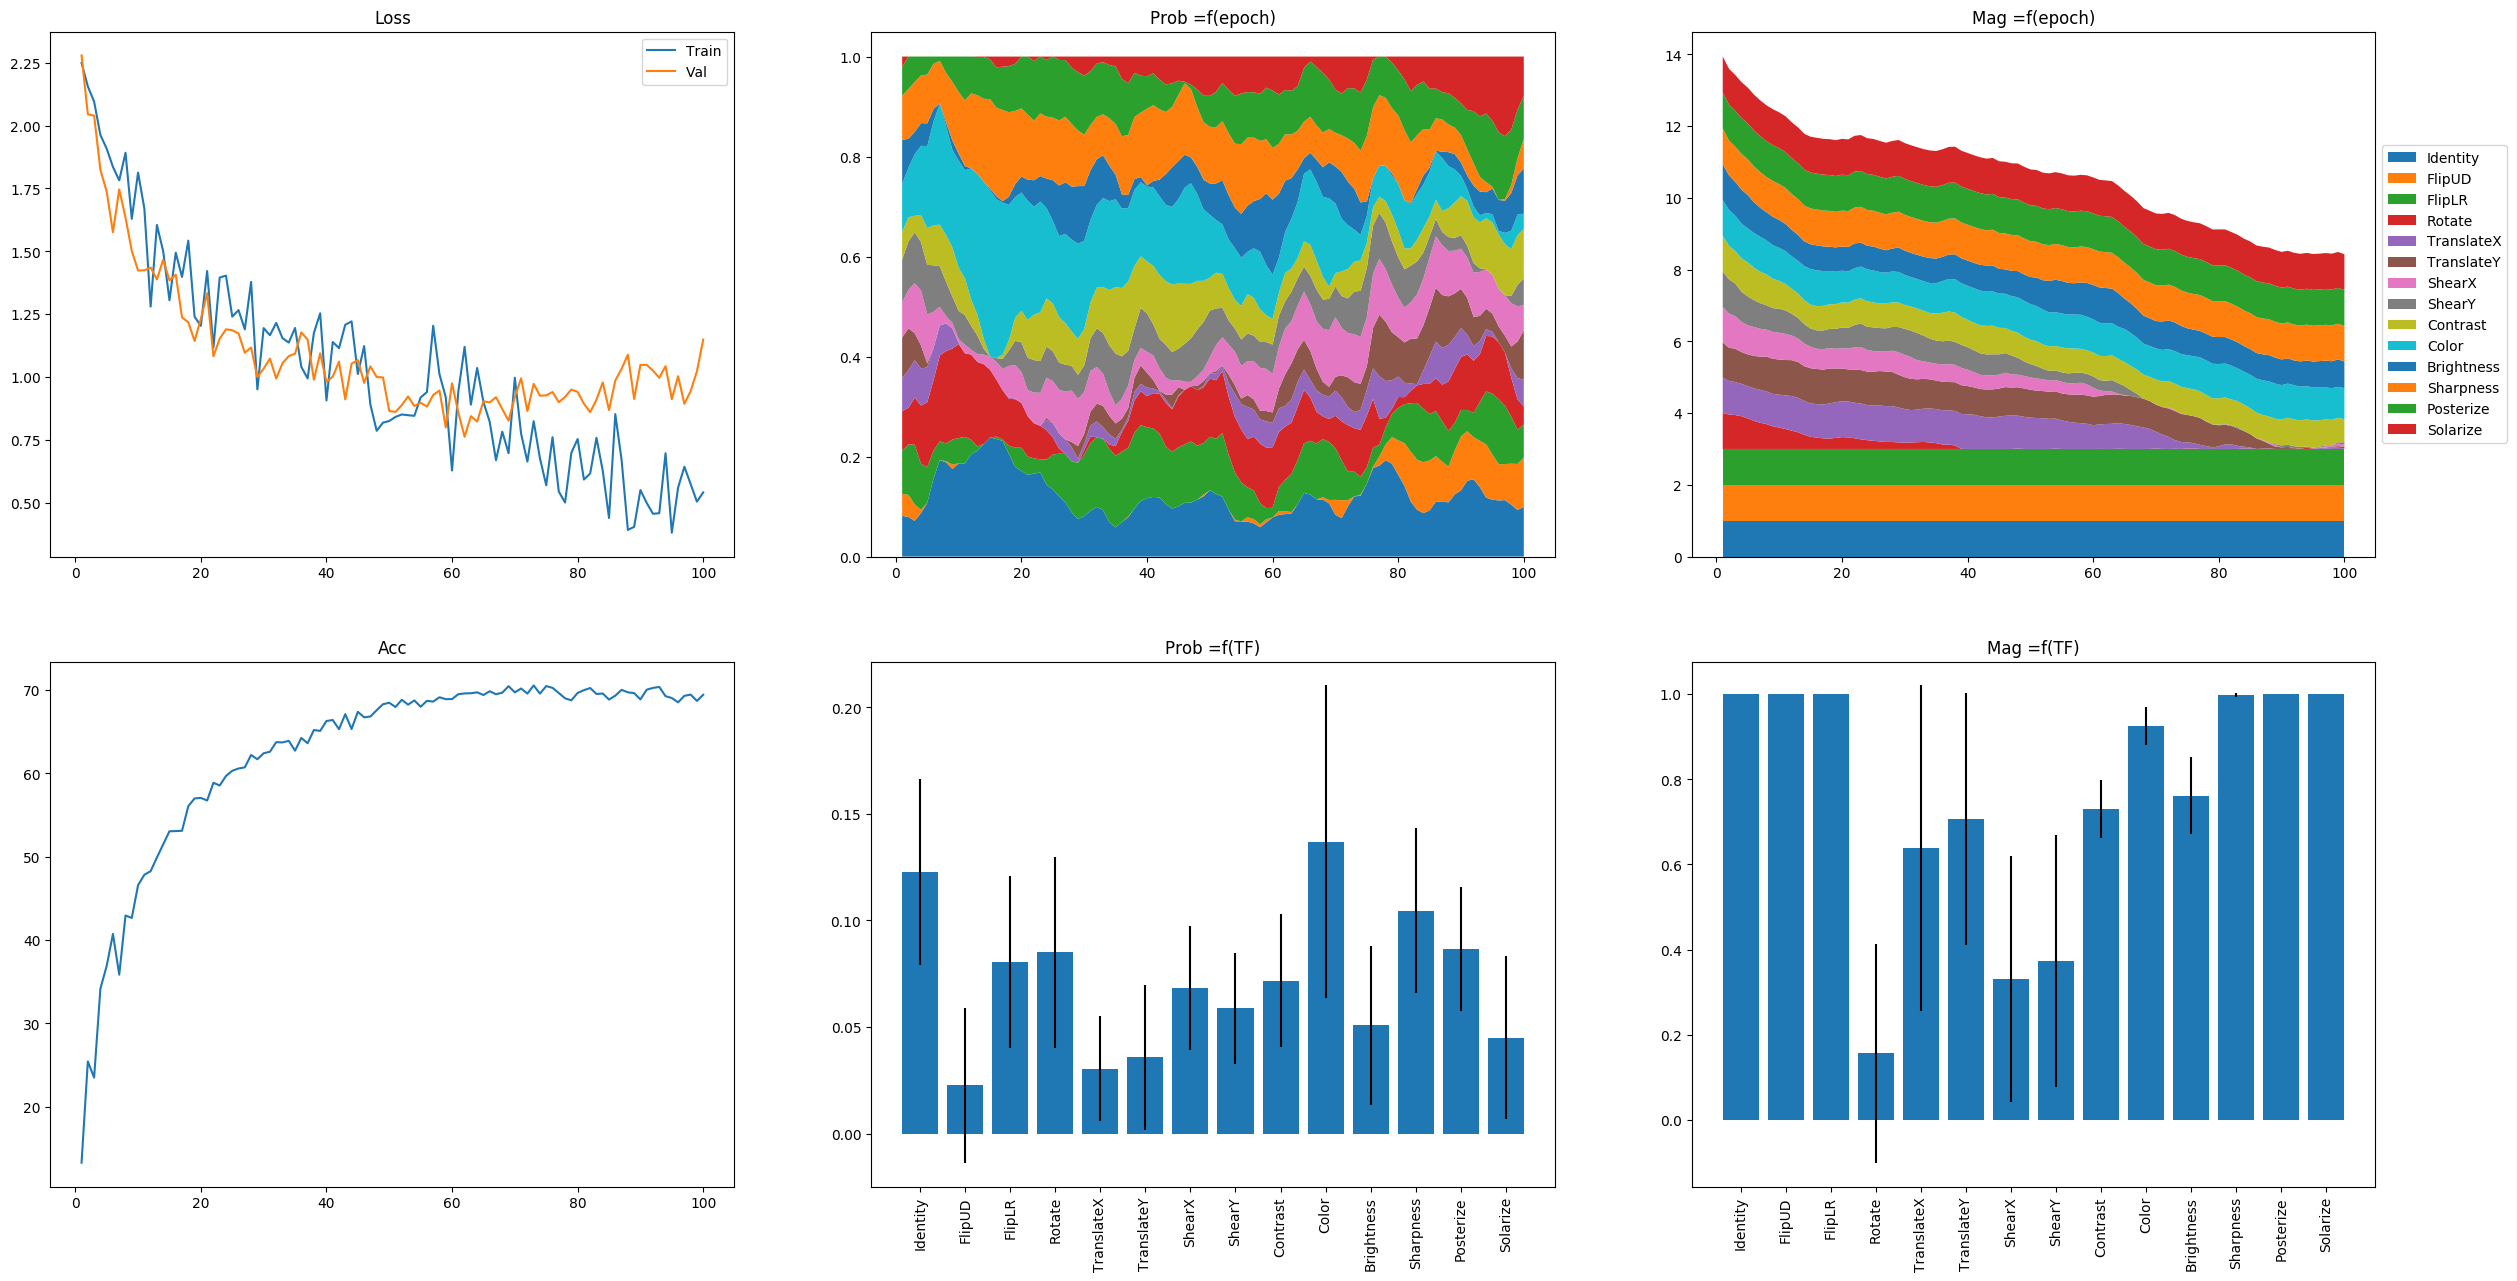 Loss
2.25
2.00
1.75
1.50
1.25
1.00
0.75
0.50
0 20 40 60 80 100
Train
Val
Prob =f(epoch)
1.0
0.8
0.6
0.4
0.2
0.0
0 20 40 60 80 100
Mag =f(epoch)
14
12
10
8
6
4
2
0
0 20 40 60 80 100
Identity
FlipUD
FlipLR
Rotate
TranslateX
TranslateY
ShearX
ShearY
Contrast
Color
Brightness
Sharpness
Posterize
Solarize
Acc
70
60
50
40
30
20
0 20 40 60 80 100
Prob =f(TF)
0.20
0.15
0.10
0.05
0.00
Identity
FlipUD
FlipLR
Rotate
TranslateX
TranslateY
ShearX
ShearY
Contrast
Color
Brightness
Sharpness
Posterize
Solarize
Mag =f(TF)
1.0
0.8
0.6
0.4
0.2
0.0
Identity
FlipUD
FlipLR
Rotate
TranslateX
TranslateY
ShearX
ShearY
Contrast
Color
Brightness
Sharpness
Posterize
Solarize